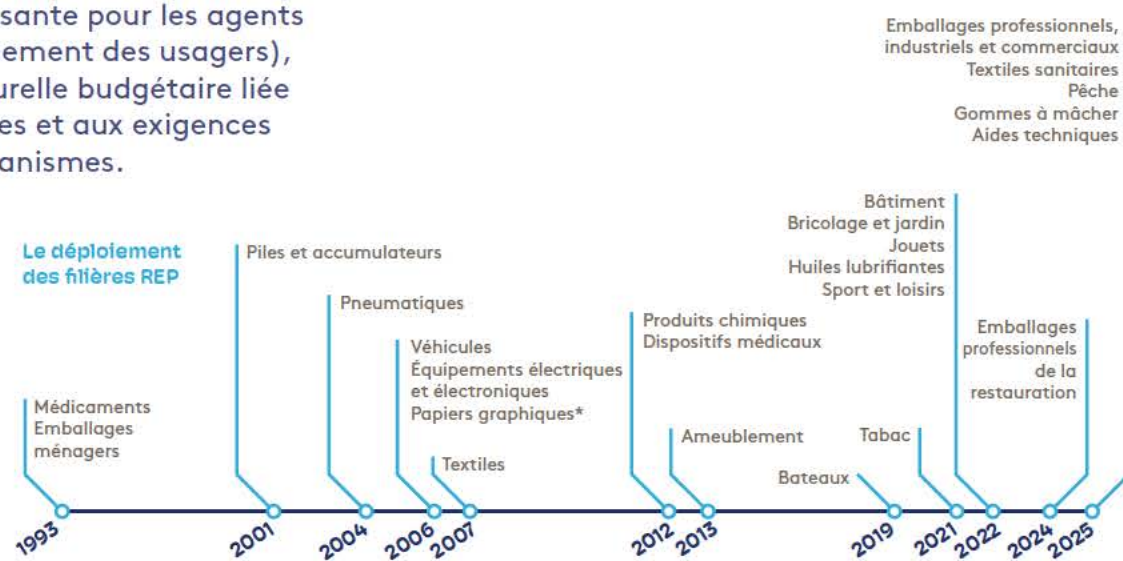 sante pour les agents
ement des usagers),
urelle budgétaire liée
es et aux exigences
anismes.
Emballages professionnels,
industriels et commerciaux
Textiles sanitaires
Pêche
Gommes à mâcher
Aides techniques
Le déploiement
des filières REP
Médicaments
Emballages
ménagers
Piles et accumulateurs
Pneumatiques
Véhicules
Équipements électriques
et électroniques
Papiers graphiques*
Textiles
Produits chimiques
Dispositifs médicaux
Ameublement
Bateaux
Tabac
Bâtiment
Bricolage et jardin
Jouets
Huiles lubrifiantes
Sport et loisirs
Emballages
professionnels
de la
restauration
1993
2001
2004
2006
2007
2012
2013
2019
2021
2022
2024
2025